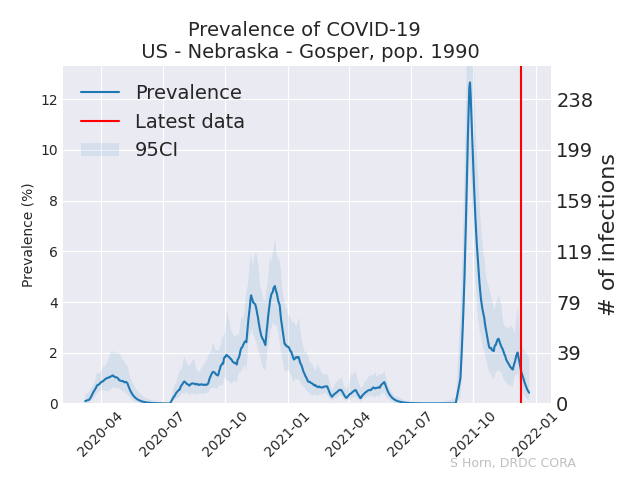 Prevalence of COVID-19
US - Nebraska - Gosper, pop. 1990
Prevalence
Latest data
95CI
Prevalence (%)
12
10
8
6
4
2
0
# of infections
238
199
159
119
79
39
0
2020-04
2020-07
2020-10
2021-01
2021-04
2021-07
2021-10
2022-01
S Horn, DRDC CORA